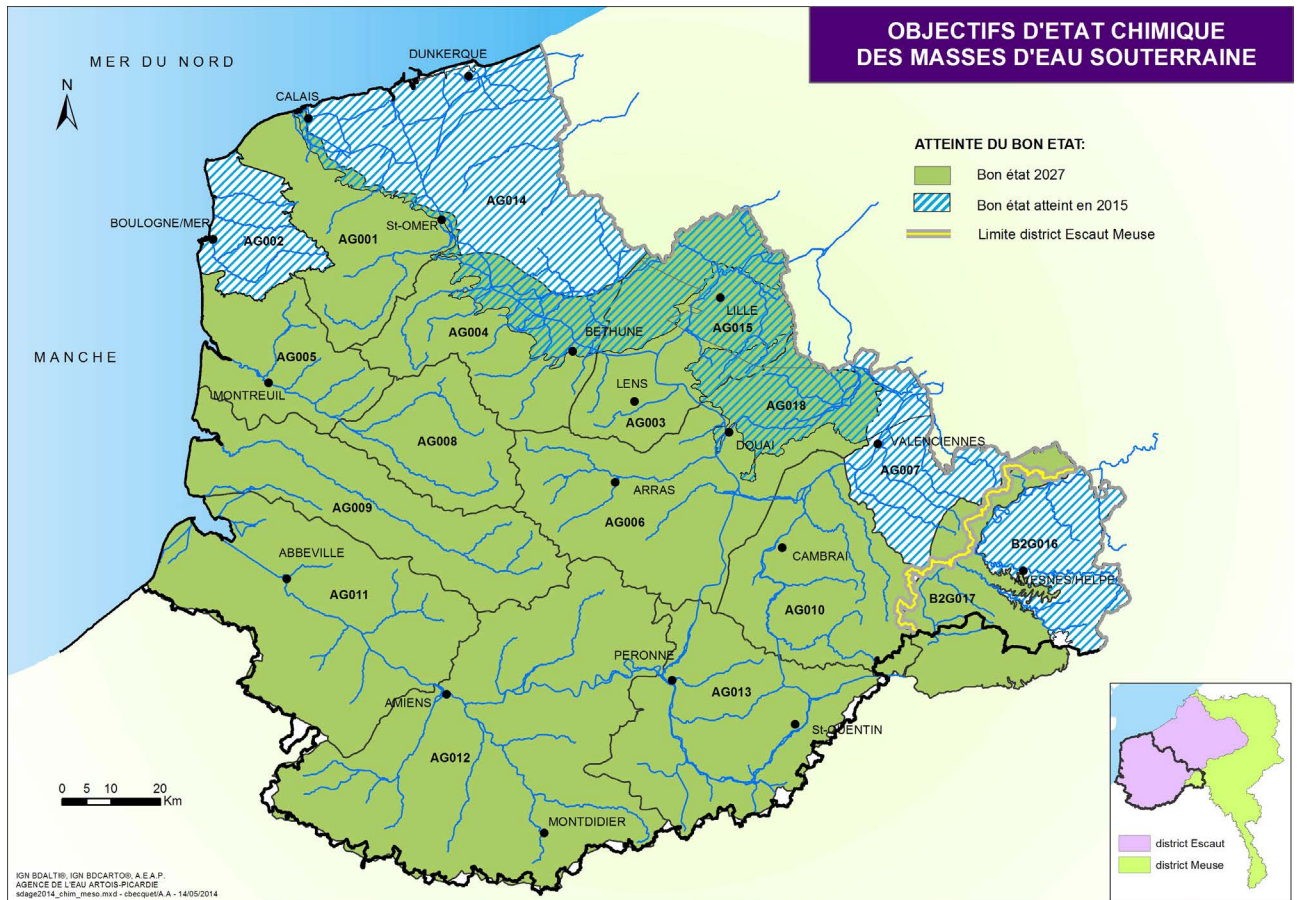 OBJECTIFS D'ETAT CHIMIQUE
DES MASSES D'EAU SOUTERRAINE
MER DU NORD
DUNKERQUE
N
CALAIS
ATTEINTE DU BON ETAT:
Bon état 2027
Bon état atteint en 2015
Limite district Escaut Meuse
AG014
BOULOGNE/MER
St-OMER
AG002
AG001
LILLE
AG015
BETHUNE
AG004
MANCHE
AG005
MONTREUIL
LENS
AG003
AG018
AG008
DOUAI
VALENCIENNES
AG007
ARRAS
AG009
AG006
CAMBRAI
B2G016
ABBEVILLE
AVESNES/HELPE
AG011
AG010
B2G017
PERONNE
AG013
AMIENS
St-QUENTIN
AG012
0 5 10 20
Km
MONTDIDIER
district Escaut
district Meuse
IGN BDALTI®, IGN BDCARTO®, A.E.A.P.
AGENCE DE L'EAU ARTOIS-PICARDIE
sdage2014_chim_meso.mxd - cbecquet/A.A - 14/05/2014